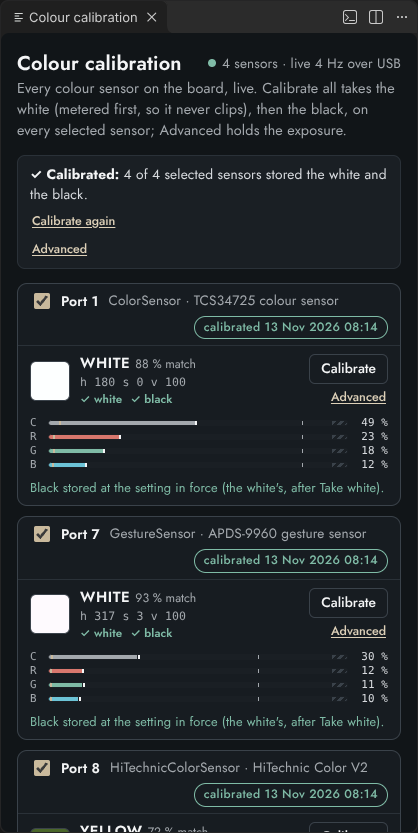 Colour calibration
Colour calibration
4 sensors · live 4 Hz over USB
Every colour sensor on the board, live. Calibrate all takes the
white (metered first, so it never clips), then the black, on
every selected sensor; Advanced holds the exposure.
✓ Calibrated: 4 of 4 selected sensors stored the white and
the black.
Calibrate again
Advanced
Port 1 ColorSensor · TCS34725 colour sensor
calibrated 13 Nov 2026 08:14
WHITE 88 % match
Calibrate
h 180 s 0 v 100
✓ white ✓ black
Advanced
C 49 %
R 23 %
G 18 %
B 12 %
Black stored at the setting in force (the white's, after Take white).
Port 7 GestureSensor · APDS-9960 gesture sensor
calibrated 13 Nov 2026 08:14
WHITE 93 % match
Calibrate
h 317 s 3 v 100
✓ white ✓ black
Advanced
C 30 %
R 12 %
G 11 %
B 10 %
Black stored at the setting in force (the white's, after Take white).
Port 8 HiTechnicColorSensor · HiTechnic Color V2
calibrated 13 Nov 2026 08:14
YELLOW 72 % match